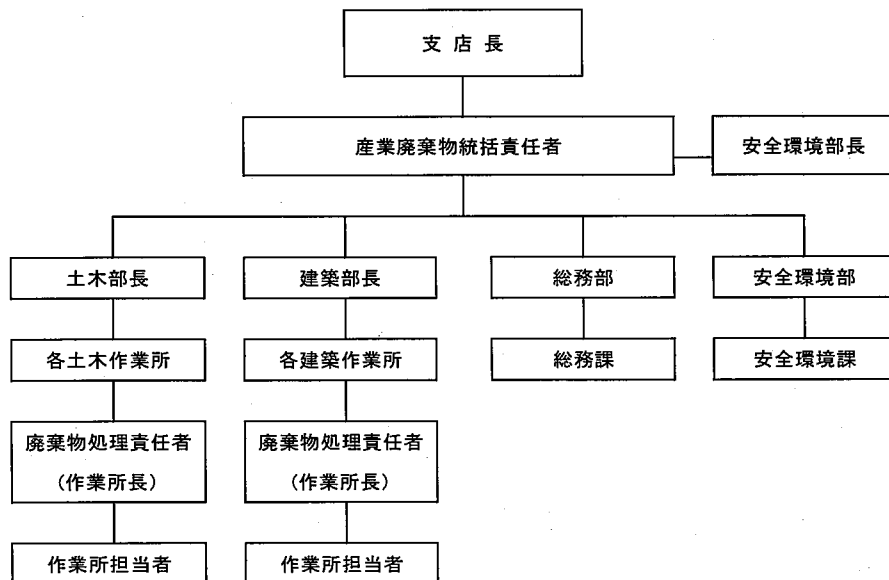 支店長
産業廃棄物統括責任者
安全環境部長
土木部長
建築部長
総務部
安全環境部
各土木作業所
各建築作業所
総務課
安全環境課
廃棄物処理責任者
(作業所長)
廃棄物処理責任者
(作業所長)
作業所担当者
作業所担当者